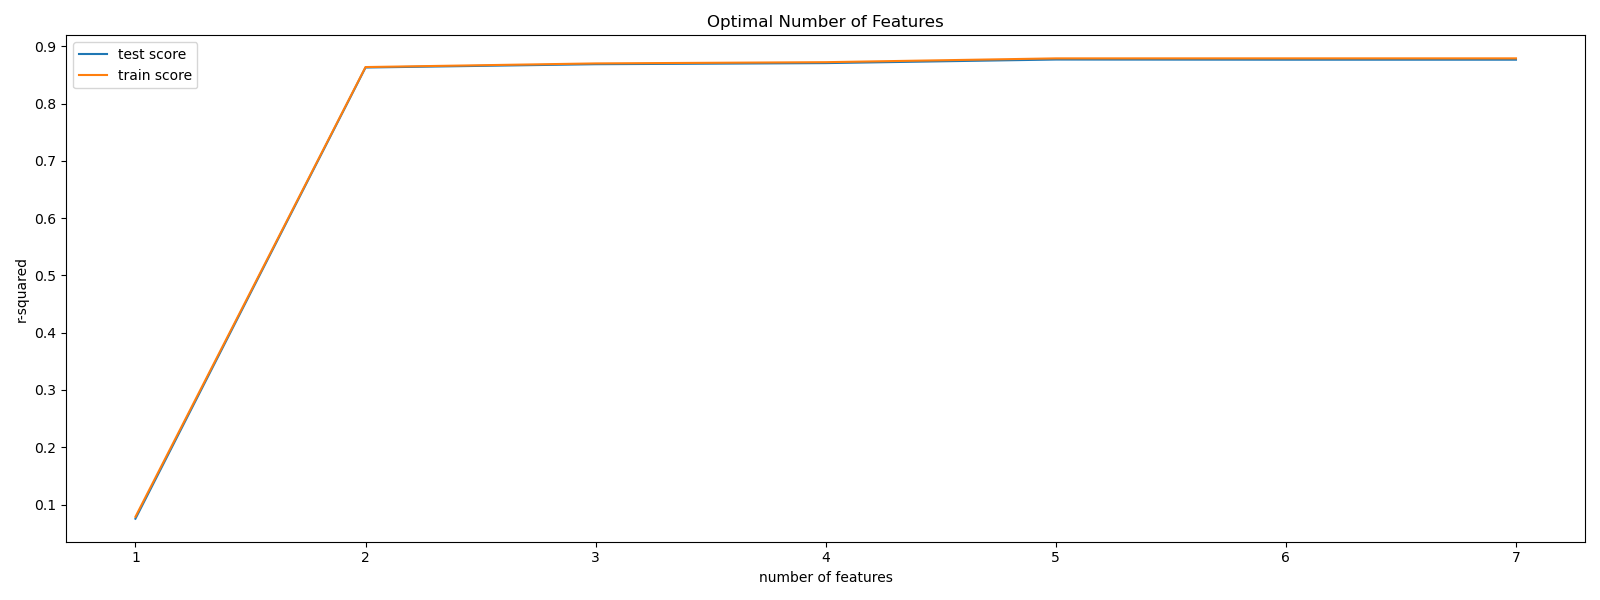 Optimal Number of Features
test score
train score
0.9
0.8
0.7
0.6
0.5
0.4
0.3
0.2
0.1
r-squared
1 2 3 4 5 6 7
number of features